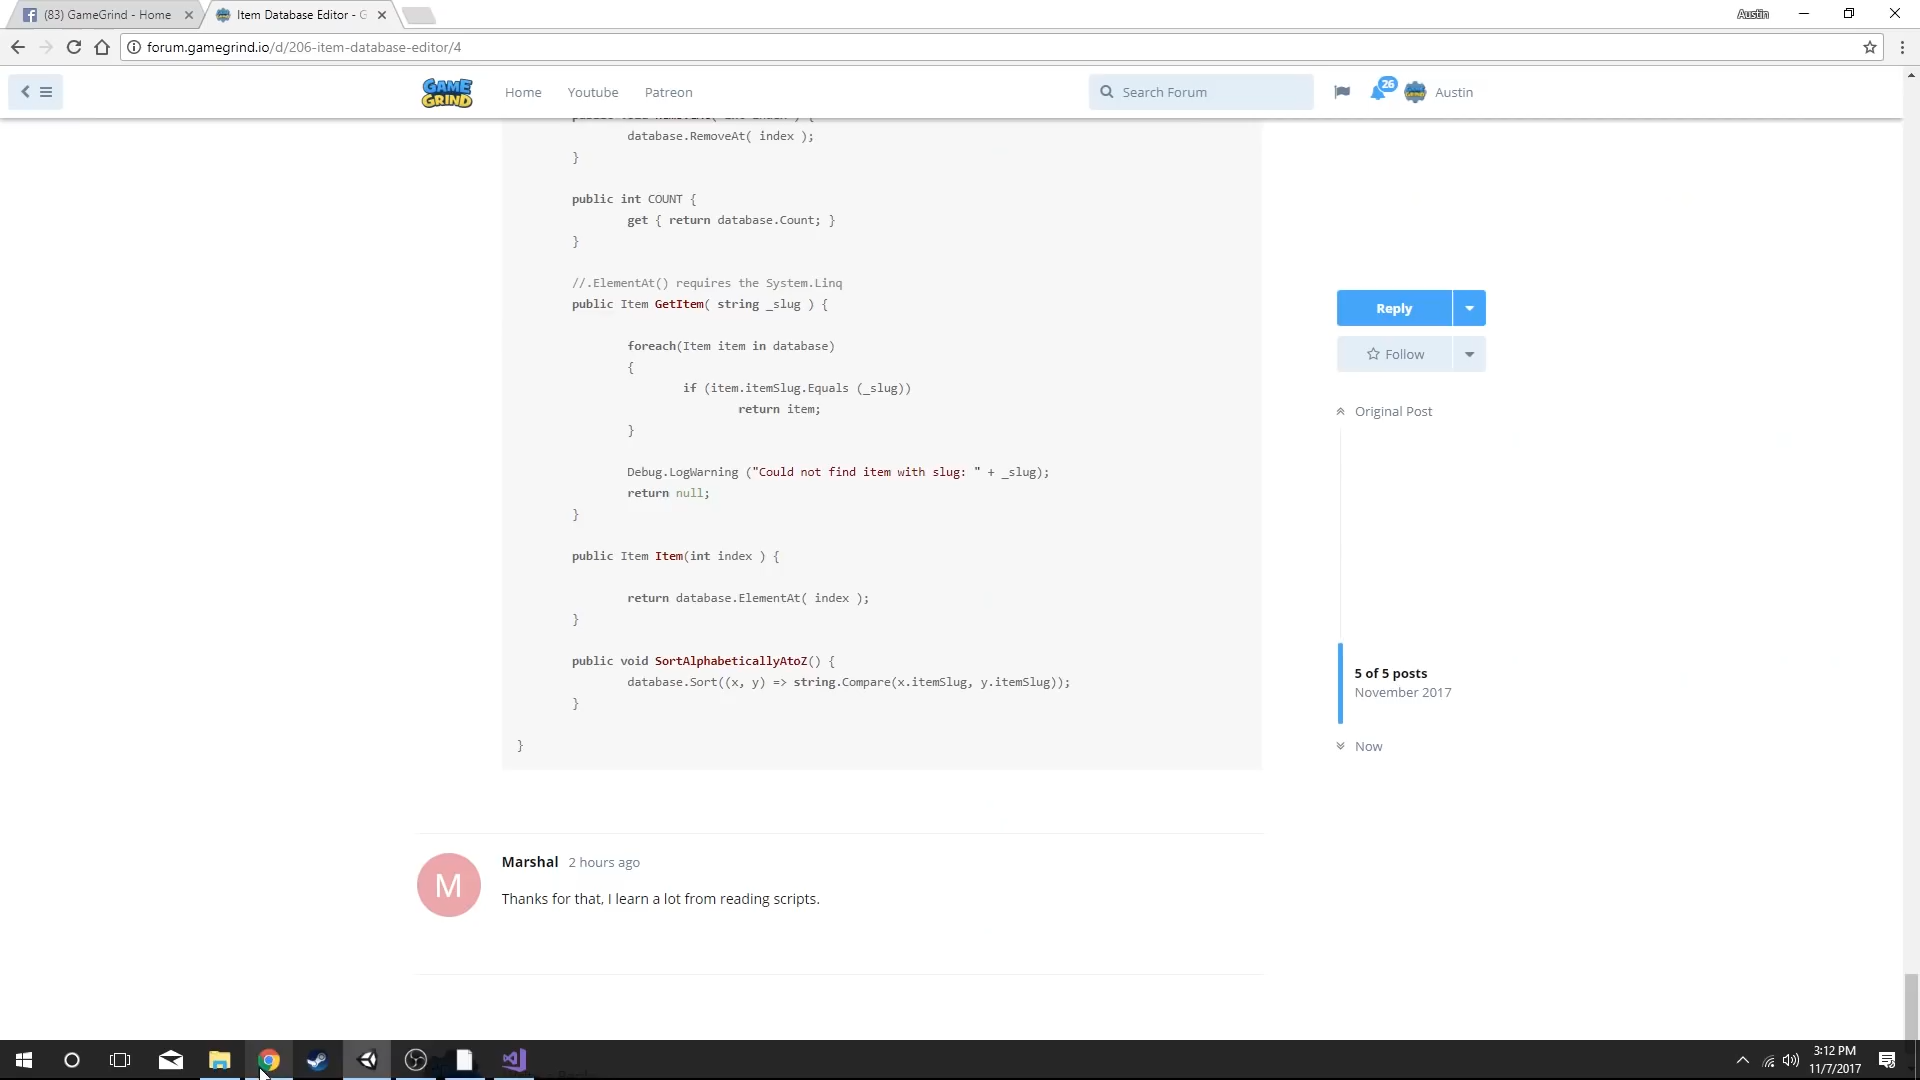 (83) GameGrind - Home
Item Database Editor - G
Austin
forum.gamegrind.io/d/206-item-database-editor/4
GAME GRIND
Home
Youtube
Patreon
Search Forum
26
Austin
database.RemoveAt( index );
}
public int COUNT {
get { return database.Count; }
}
//.ElementAt() requires the System.Linq
public Item GetItem( string _slug ) {
foreach(Item item in database)
{
if (item.itemSlug.Equals (_slug))
return item;
}
Debug.LogWarning ("Could not find item with slug: " + _slug);
return null;
}
public Item Item(int index ) {
return database.ElementAt( index );
}
public void SortAlphabeticallyAtoZ() {
database.Sort((x, y) => string.Compare(x.itemSlug, y.itemSlug));
}
}
Reply
Follow
Original Post
5 of 5 posts
November 2017
Now
M
Marshal 2 hours ago
Thanks for that, I learn a lot from reading scripts.
3:12 PM
11/7/2017